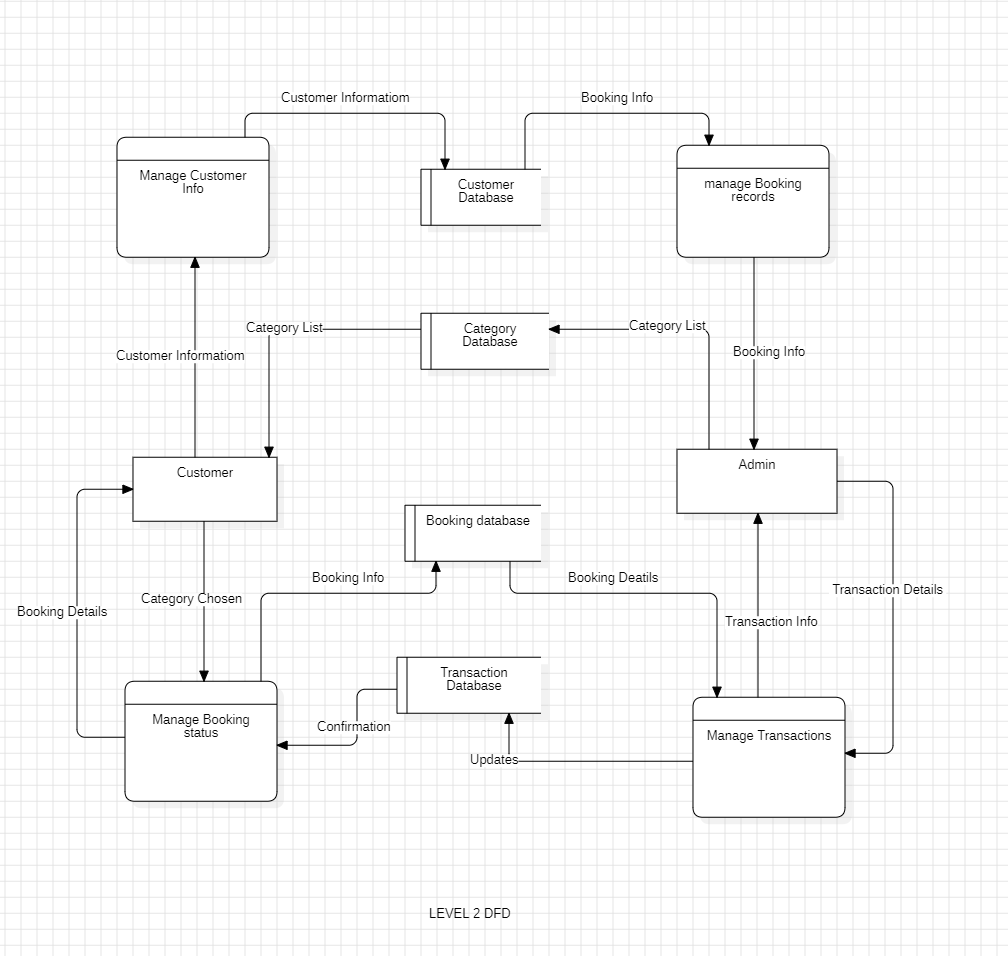 Customer Informatiom
Booking Info
Manage Customer
Info
Customer
Database
manage Booking
records
Category List
Category
Database
Category List
Customer Informatiom
Booking Info
Customer
Admin
Booking database
Booking Info
Booking Deatils
Transaction Details
Category Chosen
Booking Details
Transaction Info
Transaction
Database
Manage Booking
status
Confirmation
Manage Transactions
Updates
LEVEL 2 DFD